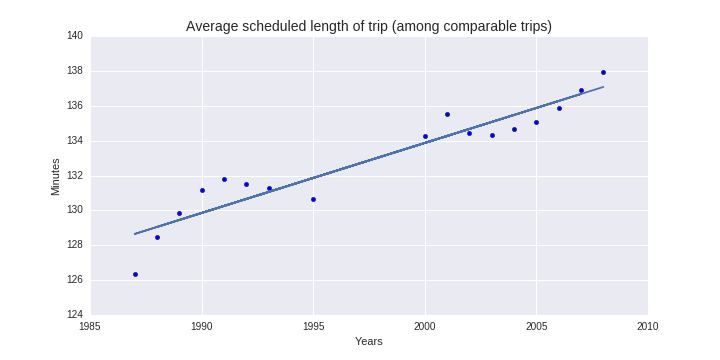 Average scheduled length of trip (among comparable trips)
140
138
136
134
132
130
128
126
124
Minutes
1985 1990 1995 2000 2005 2010
Years